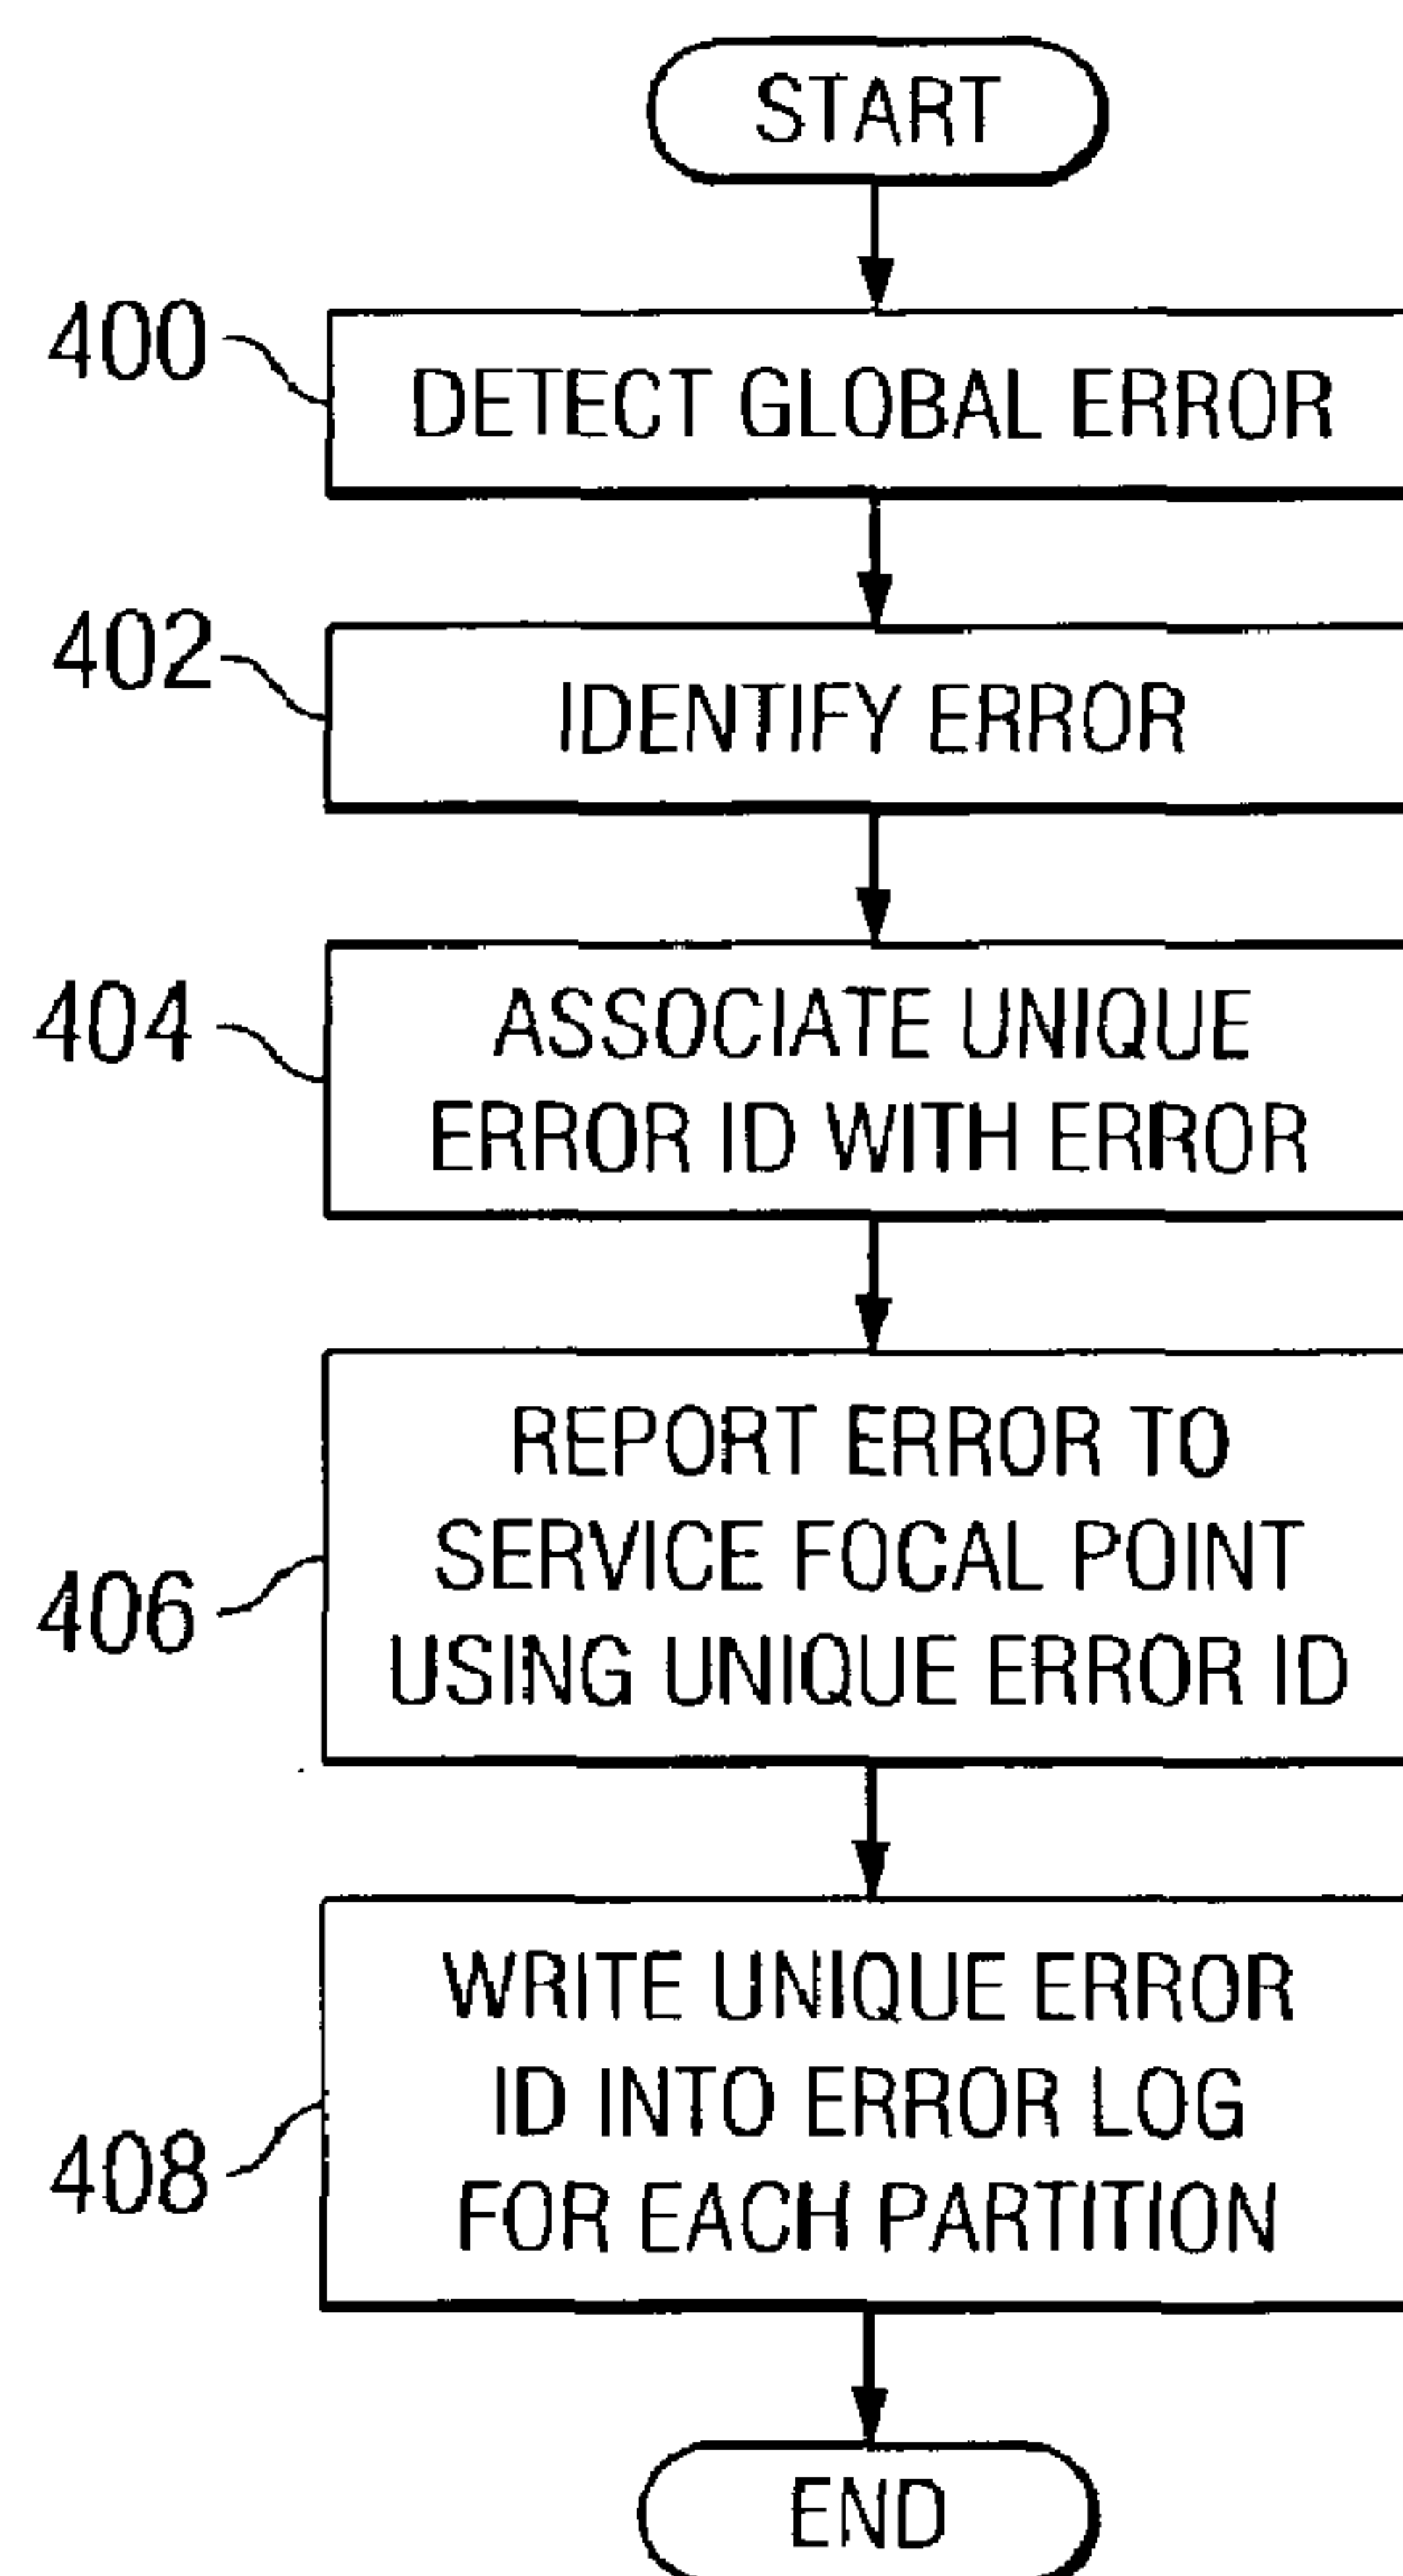 START
400
DETECT GLOBAL ERROR
402
IDENTIFY ERROR
404
ASSOCIATE UNIQUE
ERROR ID WITH ERROR
406
REPORT ERROR TO
SERVICE FOCAL POINT
USING UNIQUE ERROR ID
408
WRITE UNIQUE ERROR
ID INTO ERROR LOG
FOR EACH PARTITION
END